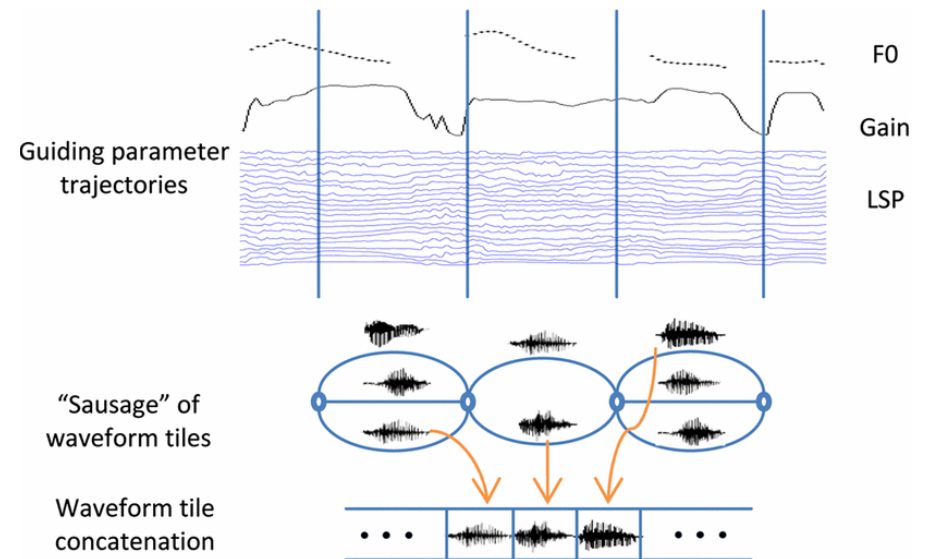 F0
Gain
Guiding parameter
trajectories
LSP
“Sausage” of
waveform tiles
Waveform tile
concatenation